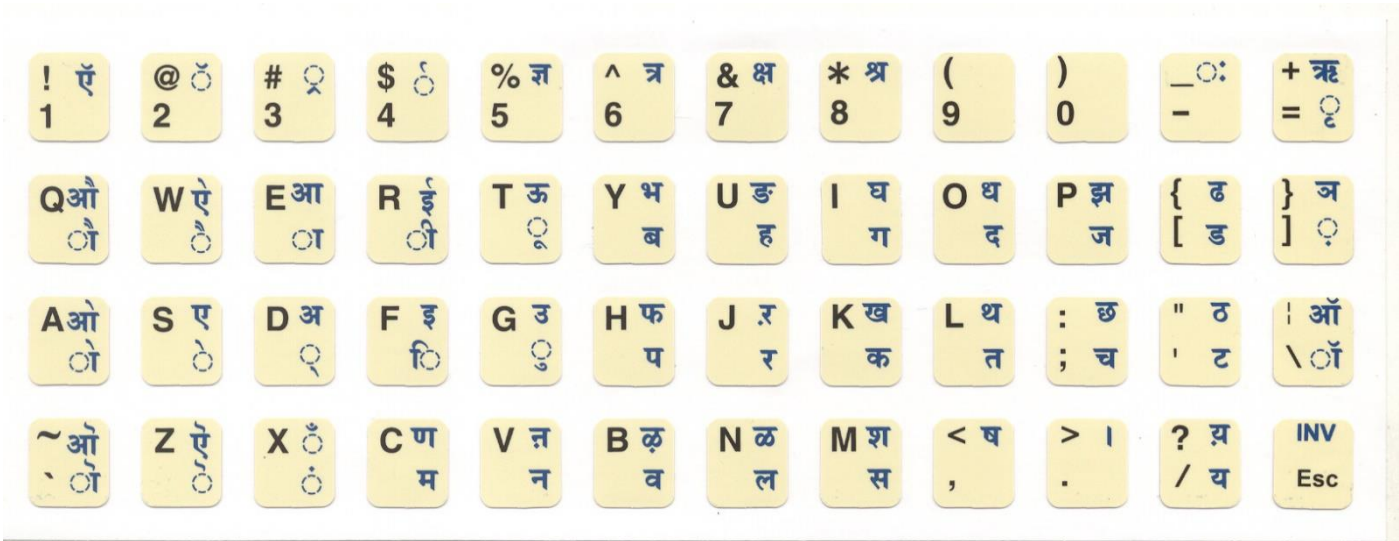 ! ऍ @ ◌ॅ # ◌्र $ र्◌ % ज्ञ ^ त्र & क्ष * श्र ( ) _ ◌ः + ऋ
1 2 3 4 5 6 7 8 9 0 - = ◌ृ
Q औ W ऐ E आ R ई T ऊ Y भ U ङ I घ O ध P झ { ढ } ञ
◌ौ ◌ै ◌ा ◌ी ◌ू ब ह ग द ज [ ड ] ◌़
A ओ S ए D अ F इ G उ H फ J ऱ K ख L थ : छ " ठ ¦ ऑ
◌ो ◌े ◌् ◌ि ◌ु प र क त ; च ' ट \ ◌ॉ
~ ऒ Z ऎ X ◌ँ C ण V ऩ B ऴ N ळ M श < ष > । ? य़ INV
` ◌ॊ ◌ॆ ◌ं म न व ल स , . / य Esc